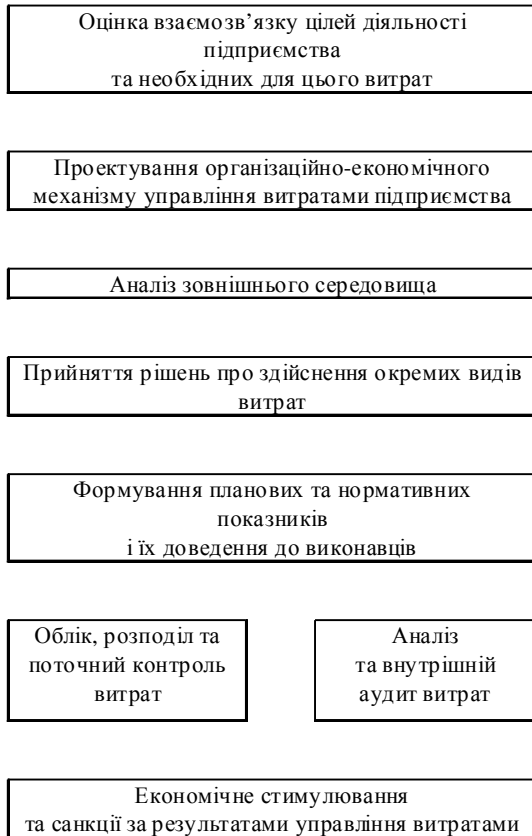 Оцінка взаємозв’язку цілей діяльності
підприємства
та необхідних для цього витрат
Проектування організаційно-економічного
механізму управління витратами підприємства
Аналіз зовнішнього середовища
Прийняття рішень про здійснення окремих видів
витрат
Формування планових та нормативних
показників
і їх доведення до виконавців
Облік, розподіл та
поточний контроль
витрат
Аналіз
та внутрішній
аудит витрат
Економічне стимулювання
та санкції за результатами управління витратами